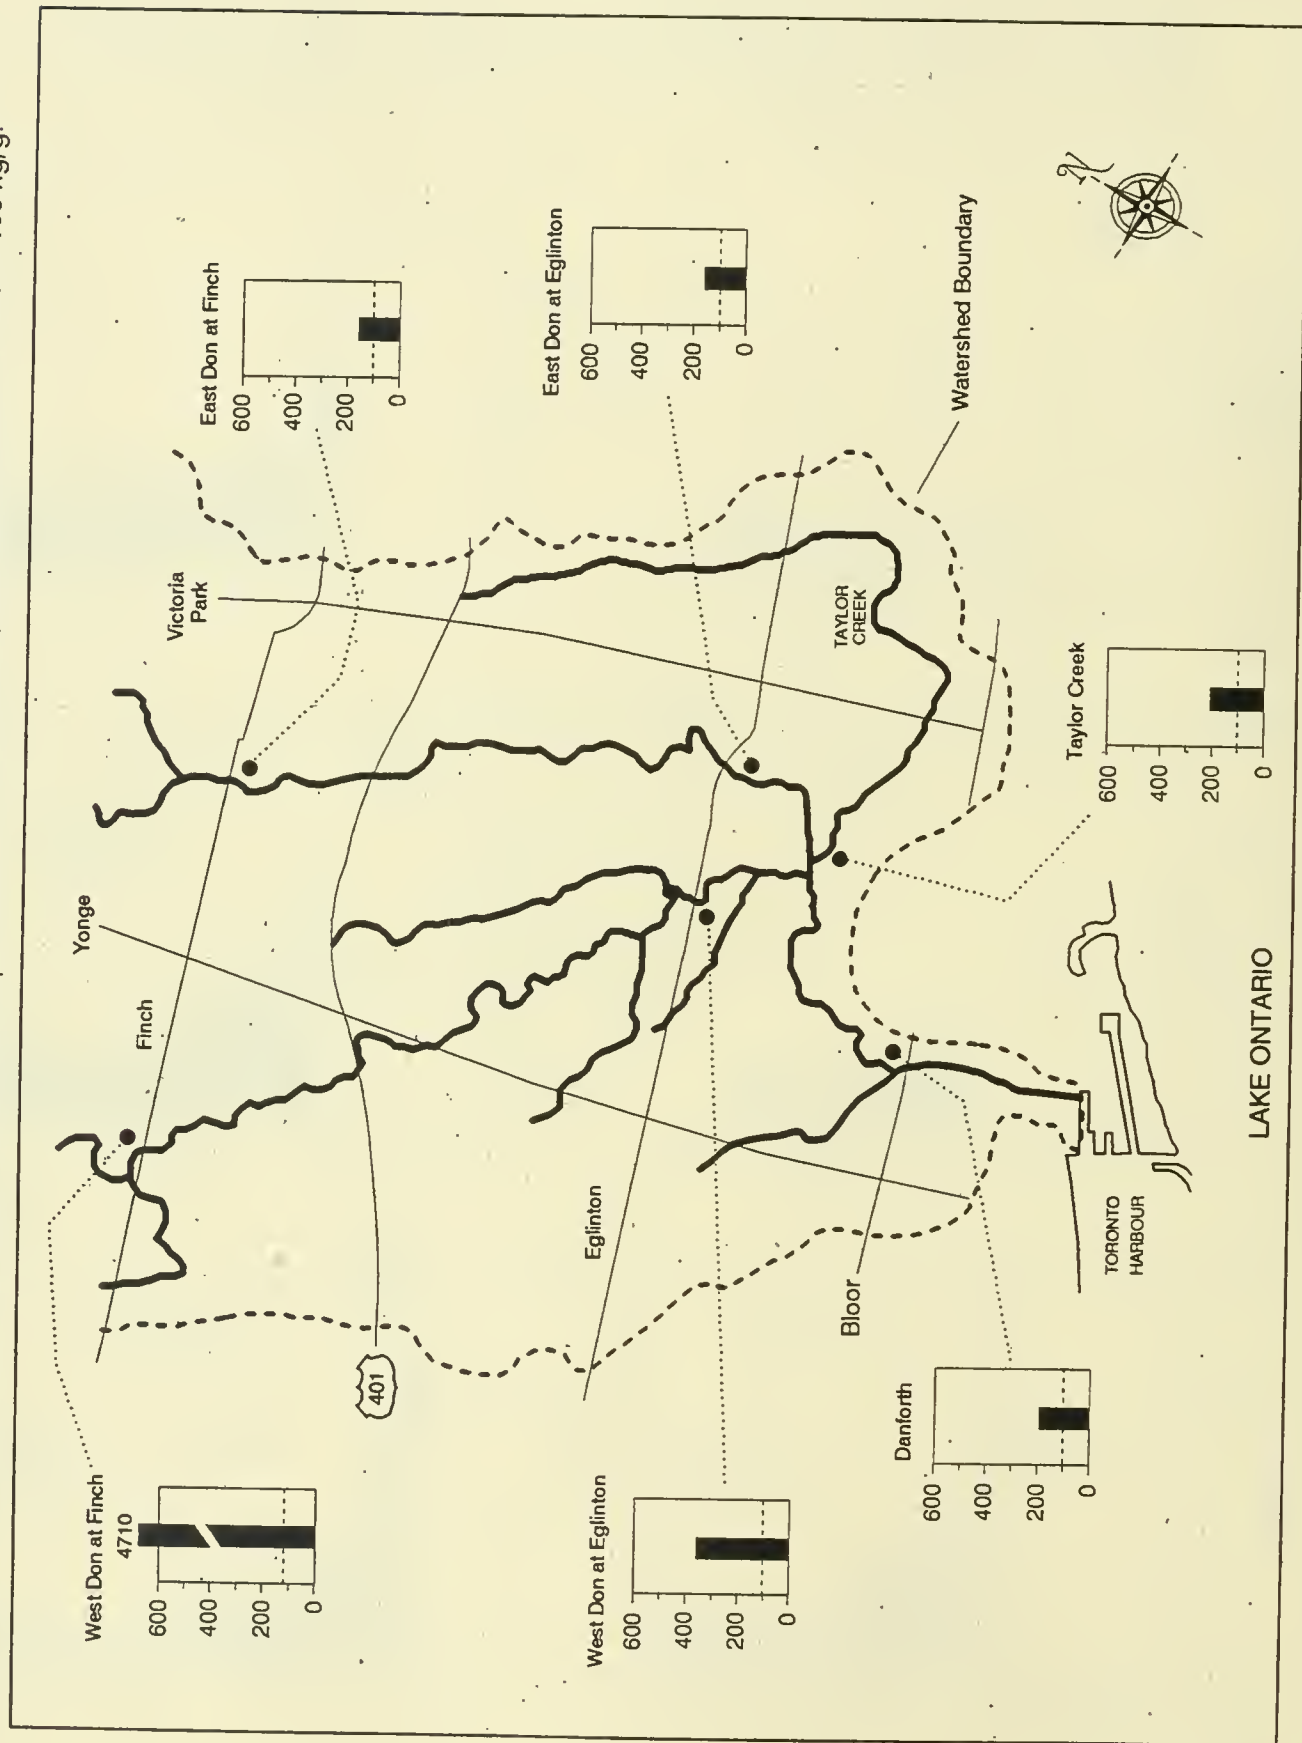 West Don at Finch
4710
600
400
200
0
East Don at Finch
600
400
200
0
Yonge
Finch
Victoria
Park
401
West Don at Eglinton
600
400
200
0
East Don at Eglinton
600
400
200
0
Eglinton
TAYLOR
CREEK
Watershed Boundary
N
Bloor
Danforth
600
400
200
0
Taylor Creek
600
400
200
0
TORONTO
HARBOUR
LAKE ONTARIO